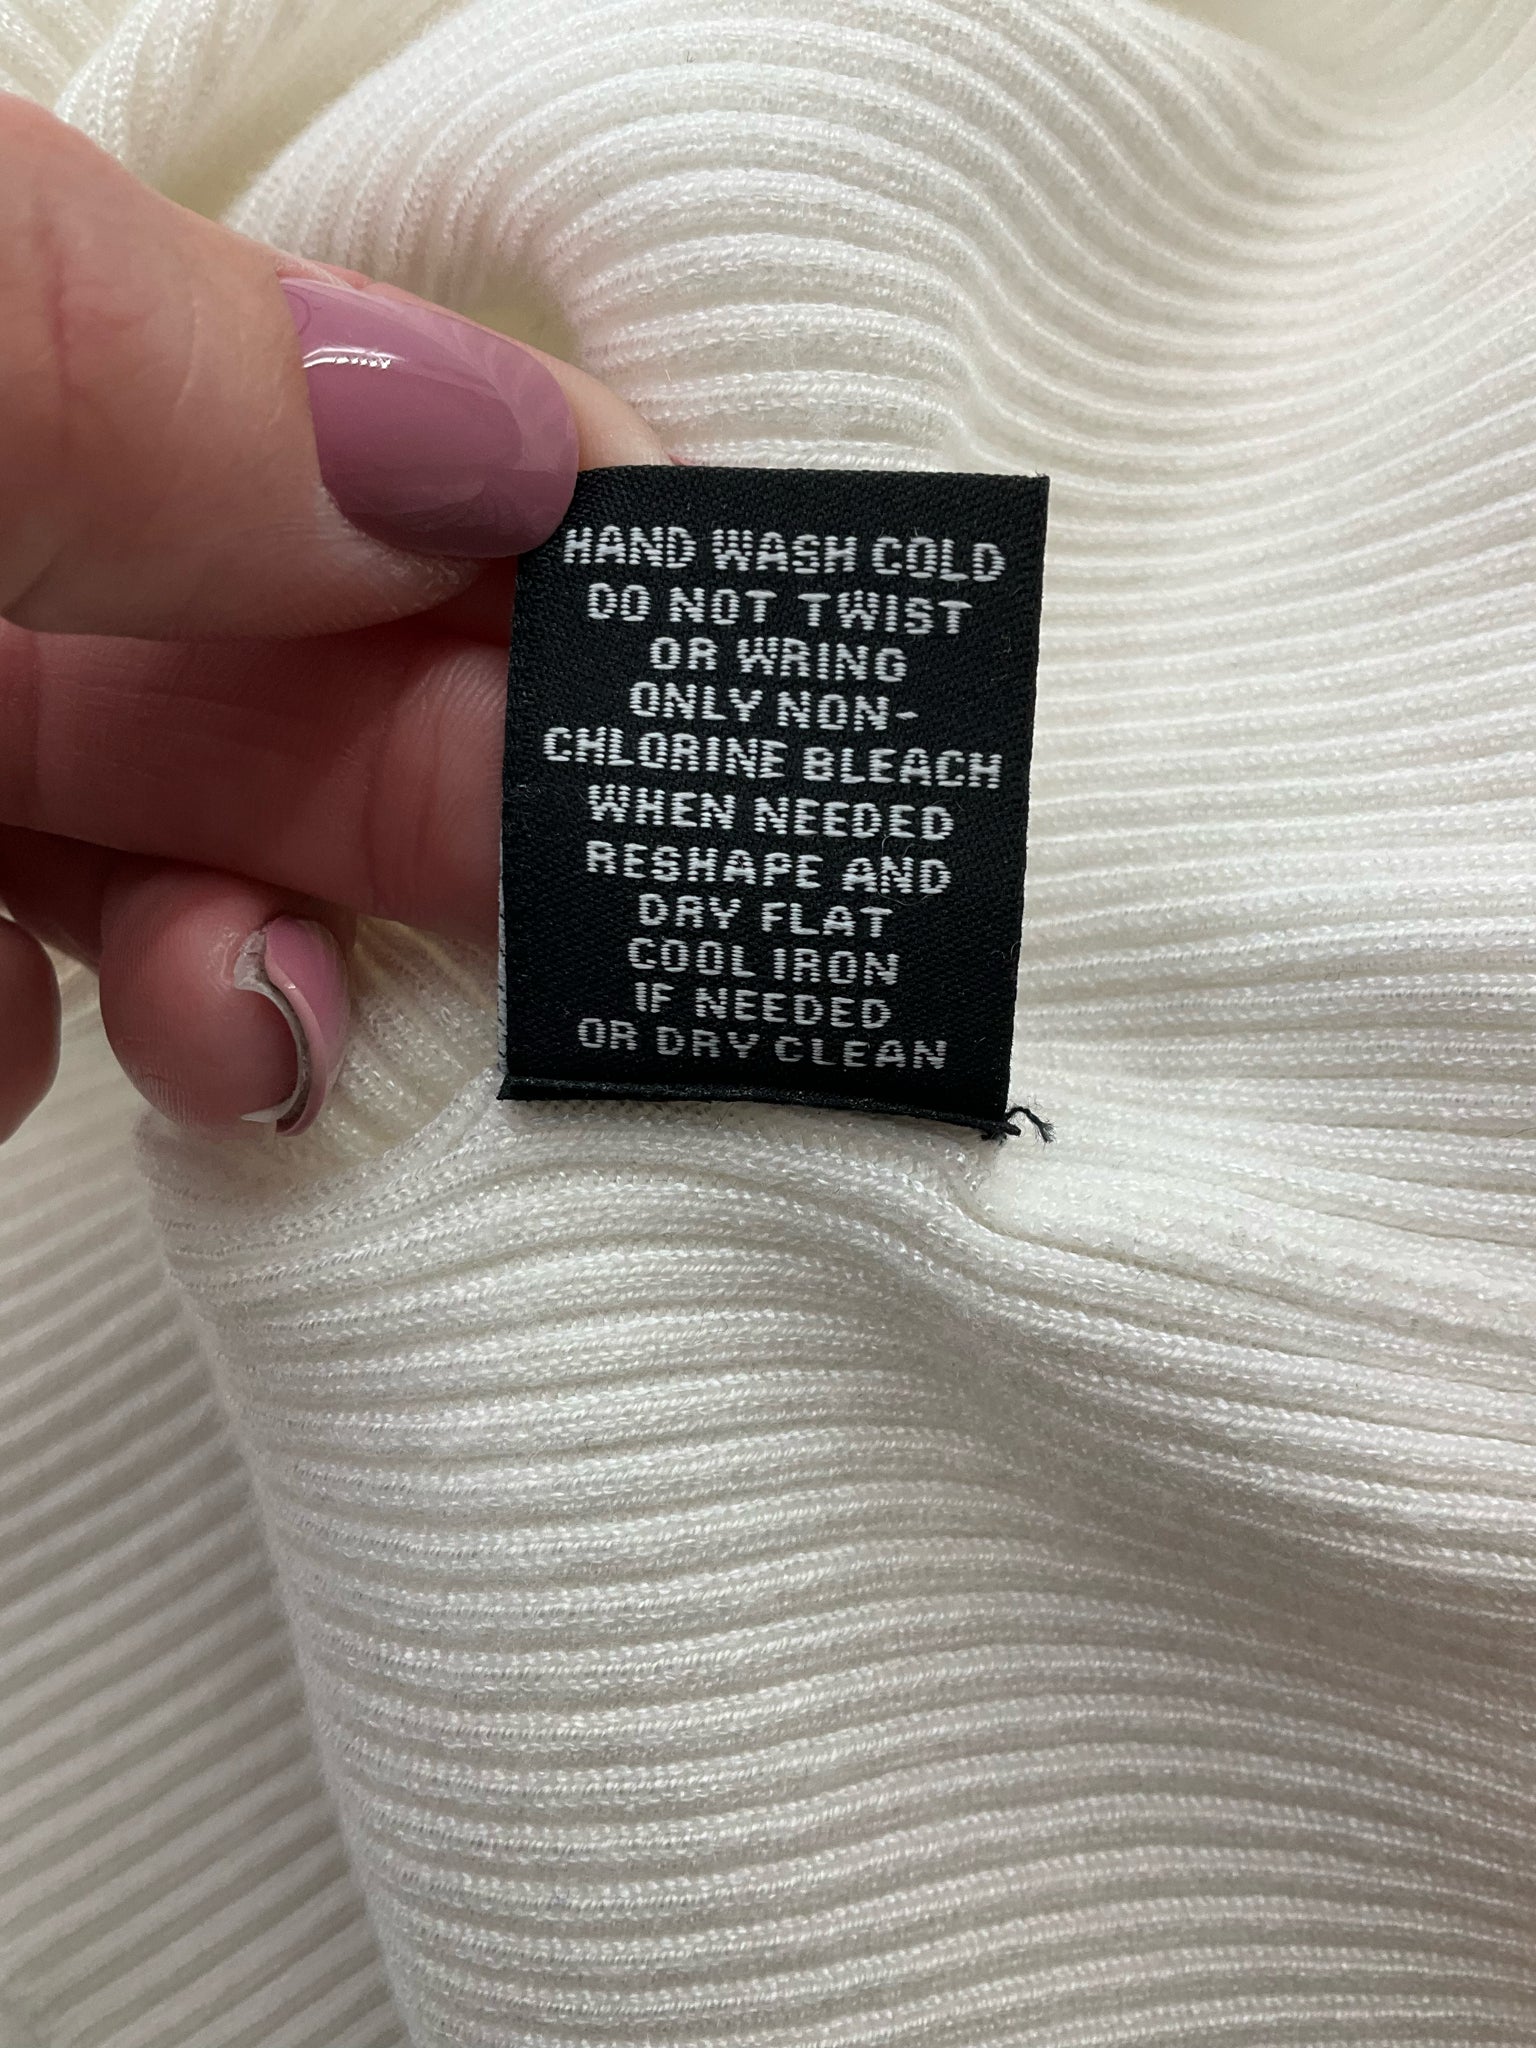 HAND WASH COLD
DO NOT TWIST
OR WRING
ONLY NON-
CHLORINE BLEACH
WHEN NEEDED
RESHAPE AND
DRY FLAT
COOL IRON
IF NEEDED
OR DRY CLEAN